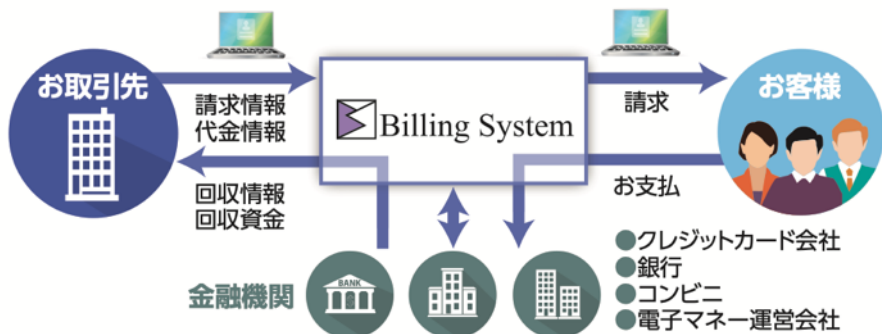 お取引先
請求情報
代金情報
回収情報
回収資金
Billing System
請求
お客様
お支払
金融機関
BANK
●クレジットカード会社
●銀行
●コンビニ
●電子マネー運営会社